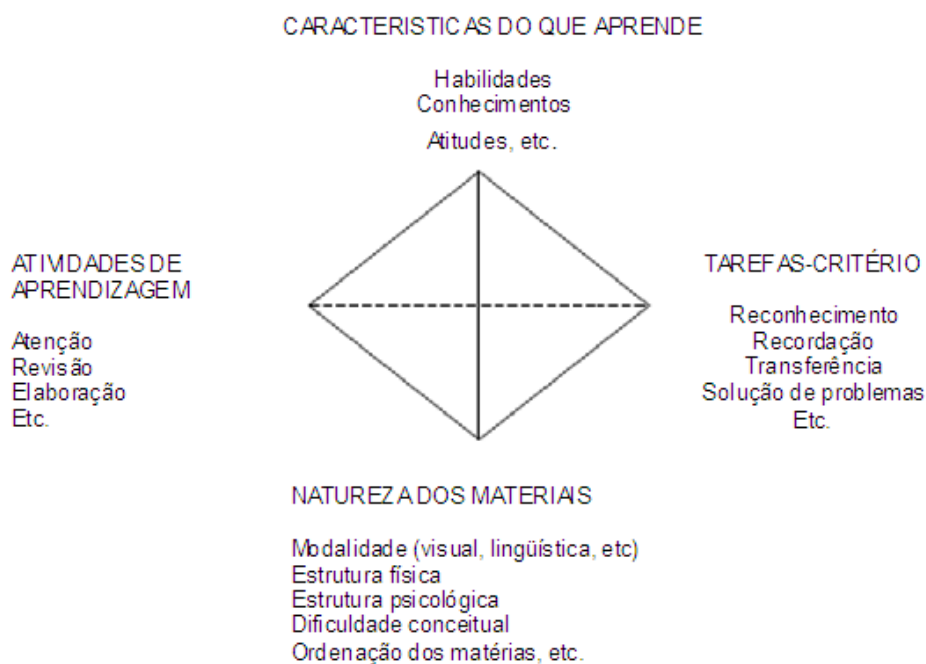 CARACTERISTICAS DO QUE APRENDE
Habilidades
Conhecimentos
Atitudes, etc.
ATIVIDADES DE
APRENDIZAGEM
Atenção
Revisão
Elaboração
Etc.
TAREFAS-CRITÉRIO
Reconhecimento
Recordação
Transferência
Solução de problemas
Etc.
NATUREZA DOS MATERIAIS
Modalidade (visual, lingüística, etc)
Estrutura física
Estrutura psicológica
Dificuldade conceitual
Ordenação dos matérias, etc.